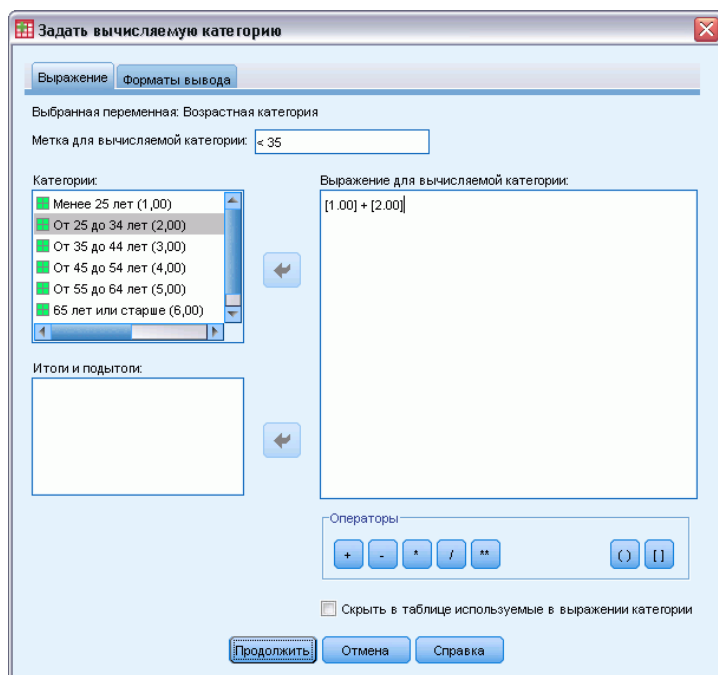 Задать вычисляемую категорию
Выражение
Форматы вывода
Выбранная переменная: Возрастная категория
Метка для вычисляемой категории: < 35
Категории:
Менее 25 лет (1,00)
От 25 до 34 лет (2,00)
От 35 до 44 лет (3,00)
От 45 до 54 лет (4,00)
От 55 до 64 лет (5,00)
65 лет или старше (6,00)
Итоги и подытоги:
Выражение для вычисляемой категории:
[1.00] + [2.00]
Операторы
+ - * / ** ( ) [ ]
Скрыть в таблице используемые в выражении категории
Продолжить Отмена Справка